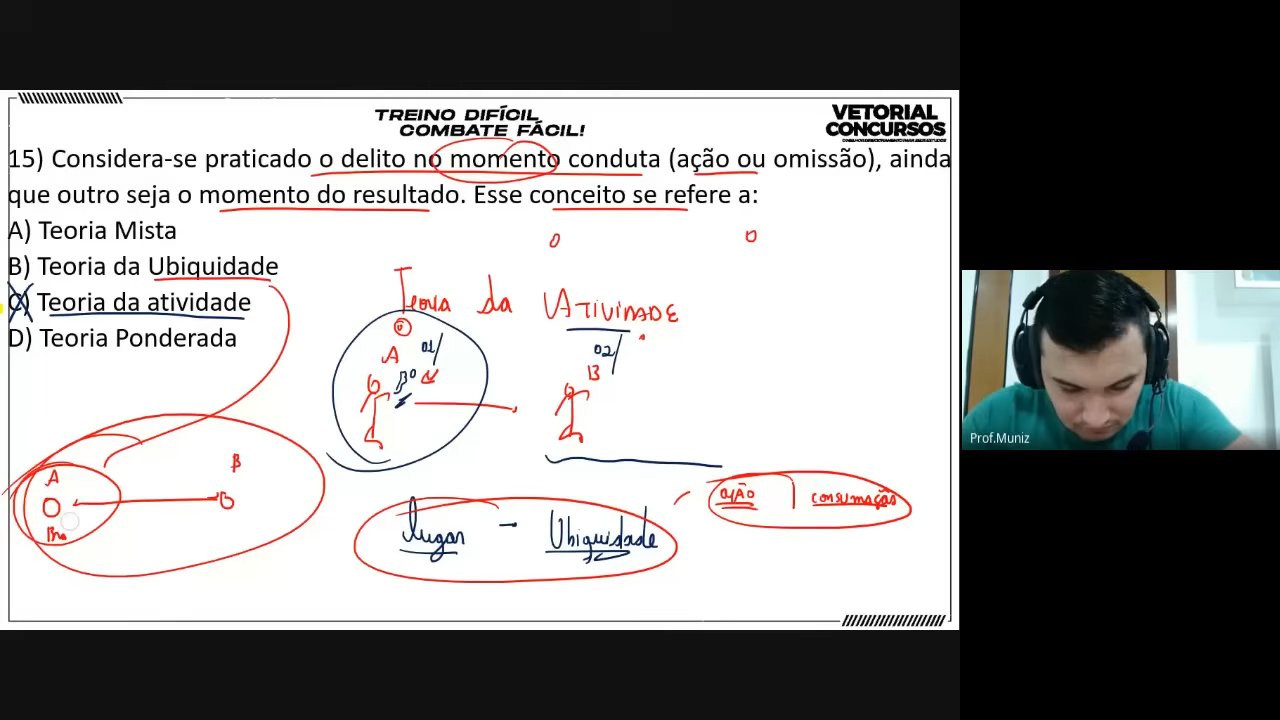 TREINO DIFÍCIL
COMBATE FÁCIL!
VETORIAL
CONCURSOS
15) Considera-se praticado o delito no momento conduta (ação ou omissão), ainda
que outro seja o momento do resultado. Esse conceito se refere a:
A) Teoria Mista
B) Teoria da Ubiquidade
C) Teoria da atividade
D) Teoria Ponderada
Teoria da ATIVIDADE
A 01/
02/
B
A
B
lugar - Ubiquidade
ação | consumação
Prof.Muniz